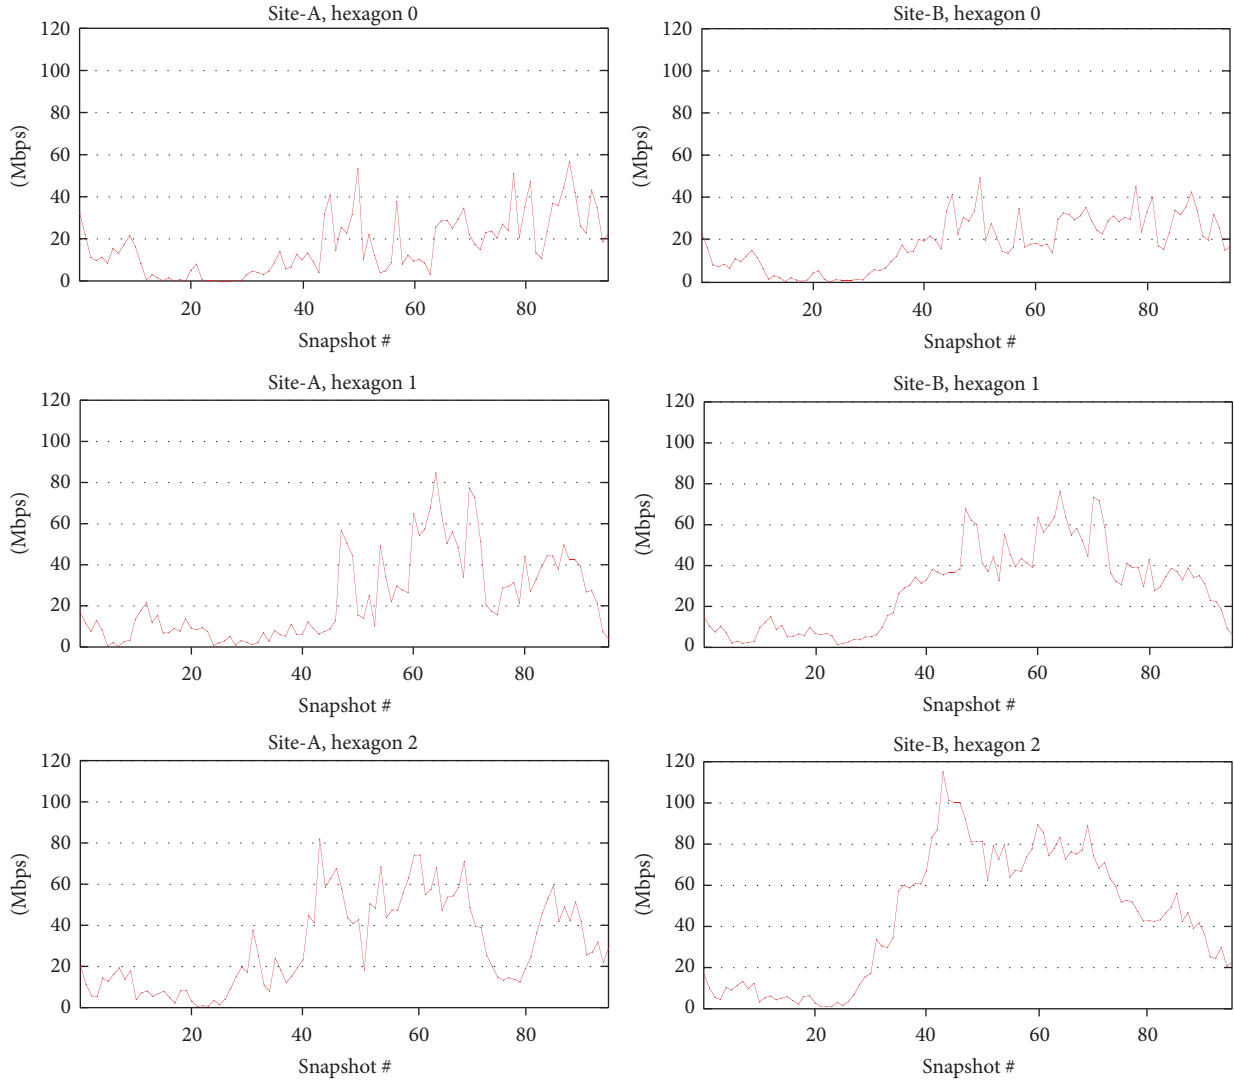 Site-A, hexagon 0
120
100
80
60
40
20
0
(Mbps)
20 40 60 80
Snapshot #
Site-B, hexagon 0
120
100
80
60
40
20
0
(Mbps)
20 40 60 80
Snapshot #
Site-A, hexagon 1
120
100
80
60
40
20
0
(Mbps)
20 40 60 80
Snapshot #
Site-B, hexagon 1
120
100
80
60
40
20
0
(Mbps)
20 40 60 80
Snapshot #
Site-A, hexagon 2
120
100
80
60
40
20
0
(Mbps)
20 40 60 80
Snapshot #
Site-B, hexagon 2
120
100
80
60
40
20
0
(Mbps)
20 40 60 80
Snapshot #